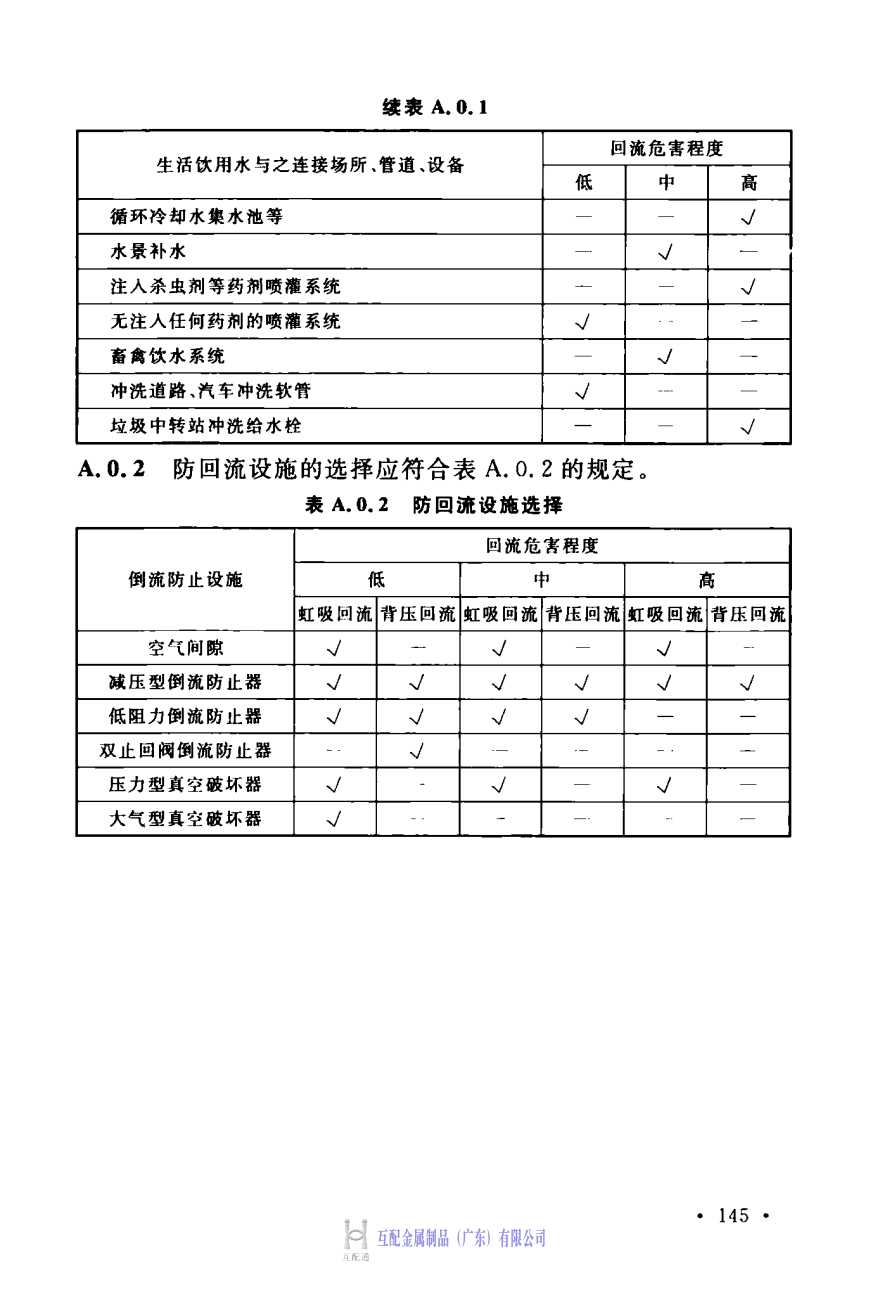 续表 A.0.1
生活饮用水与之连接场所、管道、设备 回流危害程度
低 中 高
循环冷却水集水池等 — — √
水景补水 — √ —
注入杀虫剂等药剂喷灌系统 — — √
无注入任何药剂的喷灌系统 √ — —
畜禽饮水系统 — √ —
冲洗道路、汽车冲洗软管 √ — —
垃圾中转站冲洗给水栓 — — √
A.0.2 防回流设施的选择应符合表 A.0.2 的规定。
表 A.0.2 防回流设施选择
倒流防止设施 回流危害程度
低 中 高
虹吸回流 背压回流 虹吸回流 背压回流 虹吸回流 背压回流
空气间隙 √ — √ — √ —
减压型倒流防止器 √ √ √ √ √ √
低阻力倒流防止器 √ √ √ √ — —
双止回阀倒流防止器 — √ — — — —
压力型真空破坏器 √ — √ — √ —
大气型真空破坏器 √ — — — — —
• 145 •
互配金属制品（广东）有限公司
互配通